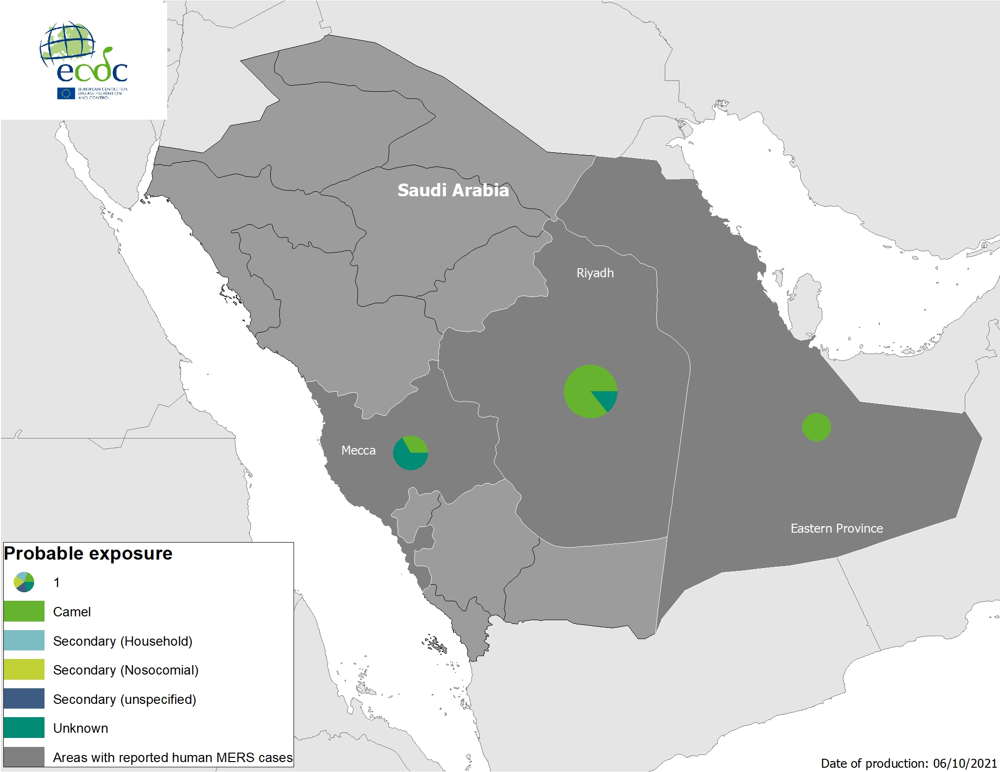 ecdc
EUROPEAN CENTRE FOR
DISEASE PREVENTION
AND CONTROL
Saudi Arabia
Riyadh
Mecca
Eastern Province
Probable exposure
1
Camel
Secondary (Household)
Secondary (Nosocomial)
Secondary (unspecified)
Unknown
Areas with reported human MERS cases
Date of production: 06/10/2021